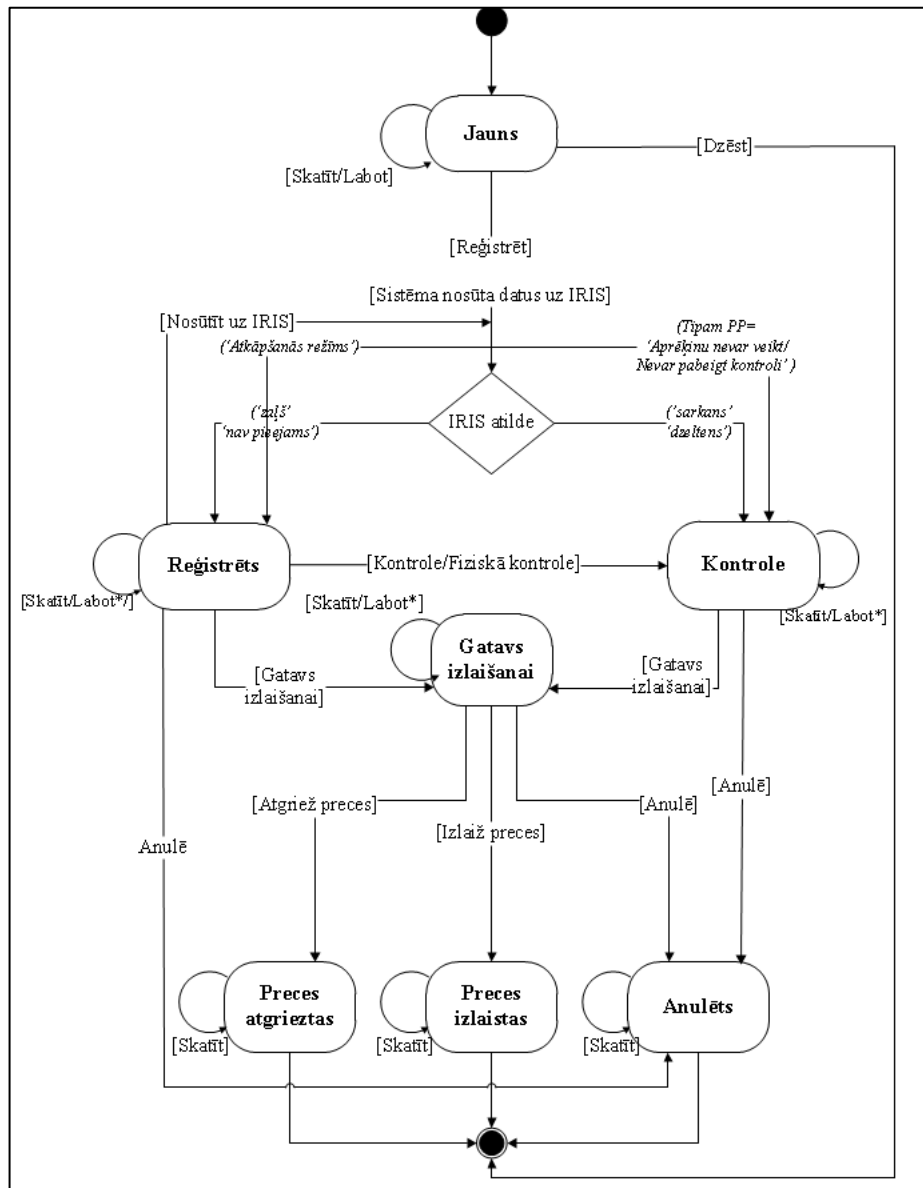 Jauns
[Dzēst]
[Skatīt/Labot]
[Reģistrēt]
[Sistēma nosūta datus uz IRIS]
[Nosūtīt uz IRIS]
(‘Atkāpšanās režīms’)
(Tipam PP=
‘Aprēķinu nevar veikt/
Nevar pabeigt kontroli’ )
(‘zaļš’
‘nav pieejams’)
IRIS atilde
(‘sarkans’
‘dzeltens’)
Reģistrēts
[Kontrole/Fiziskā kontrole]
Kontrole
[Skatīt/Labot*/]
[Skatīt/Labot*]
[Skatīt/Labot*]
Gatavs
izlaišanai
[Gatavs
izlaišanai]
[Gatavs
izlaišanai]
[Atgriež preces]
[Izlaiž preces]
[Anulē]
[Anulē]
Anulē
Preces
atgrieztas
Preces
izlaistas
Anulēts
[Skatīt]
[Skatīt]
[Skatīt]